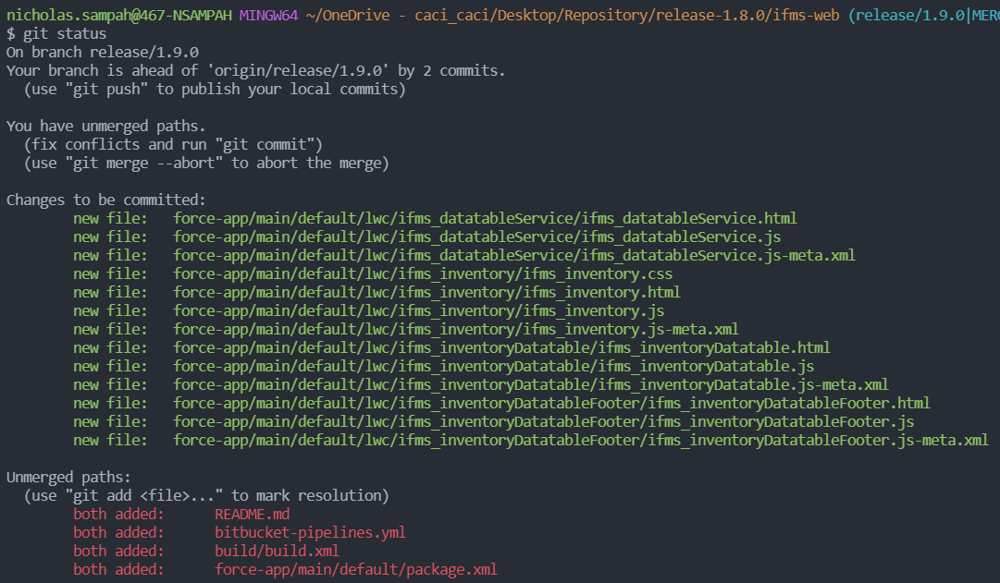 nicholas.sampah@467-NSAMPAH MINGW64 ~/OneDrive - caci_caci/Desktop/Repository/release-1.8.0/ifms-web (release/1.9.0|MERG
$ git status
On branch release/1.9.0
Your branch is ahead of 'origin/release/1.9.0' by 2 commits.
  (use "git push" to publish your local commits)

You have unmerged paths.
  (fix conflicts and run "git commit")
  (use "git merge --abort" to abort the merge)

Changes to be committed:
        new file:   force-app/main/default/lwc/ifms_datatableService/ifms_datatableService.html
        new file:   force-app/main/default/lwc/ifms_datatableService/ifms_datatableService.js
        new file:   force-app/main/default/lwc/ifms_datatableService/ifms_datatableService.js-meta.xml
        new file:   force-app/main/default/lwc/ifms_inventory/ifms_inventory.css
        new file:   force-app/main/default/lwc/ifms_inventory/ifms_inventory.html
        new file:   force-app/main/default/lwc/ifms_inventory/ifms_inventory.js
        new file:   force-app/main/default/lwc/ifms_inventory/ifms_inventory.js-meta.xml
        new file:   force-app/main/default/lwc/ifms_inventoryDatatable/ifms_inventoryDatatable.html
        new file:   force-app/main/default/lwc/ifms_inventoryDatatable/ifms_inventoryDatatable.js
        new file:   force-app/main/default/lwc/ifms_inventoryDatatable/ifms_inventoryDatatable.js-meta.xml
        new file:   force-app/main/default/lwc/ifms_inventoryDatatableFooter/ifms_inventoryDatatableFooter.html
        new file:   force-app/main/default/lwc/ifms_inventoryDatatableFooter/ifms_inventoryDatatableFooter.js
        new file:   force-app/main/default/lwc/ifms_inventoryDatatableFooter/ifms_inventoryDatatableFooter.js-meta.xml

Unmerged paths:
  (use "git add <file>..." to mark resolution)
        both added:      README.md
        both added:      bitbucket-pipelines.yml
        both added:      build/build.xml
        both added:      force-app/main/default/package.xml